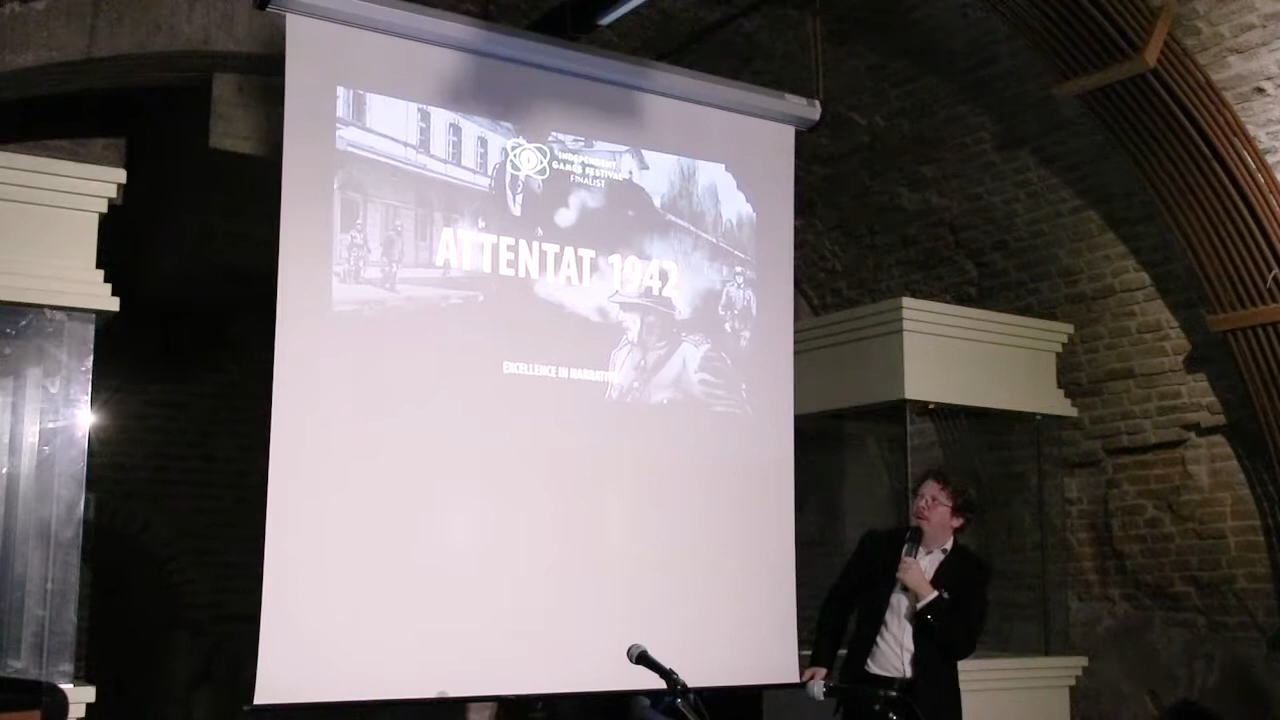 INDEPENDENT
GAMES FESTIVAL
FINALIST
ATTENTAT 1942
EXCELLENCE IN NARRATIVE